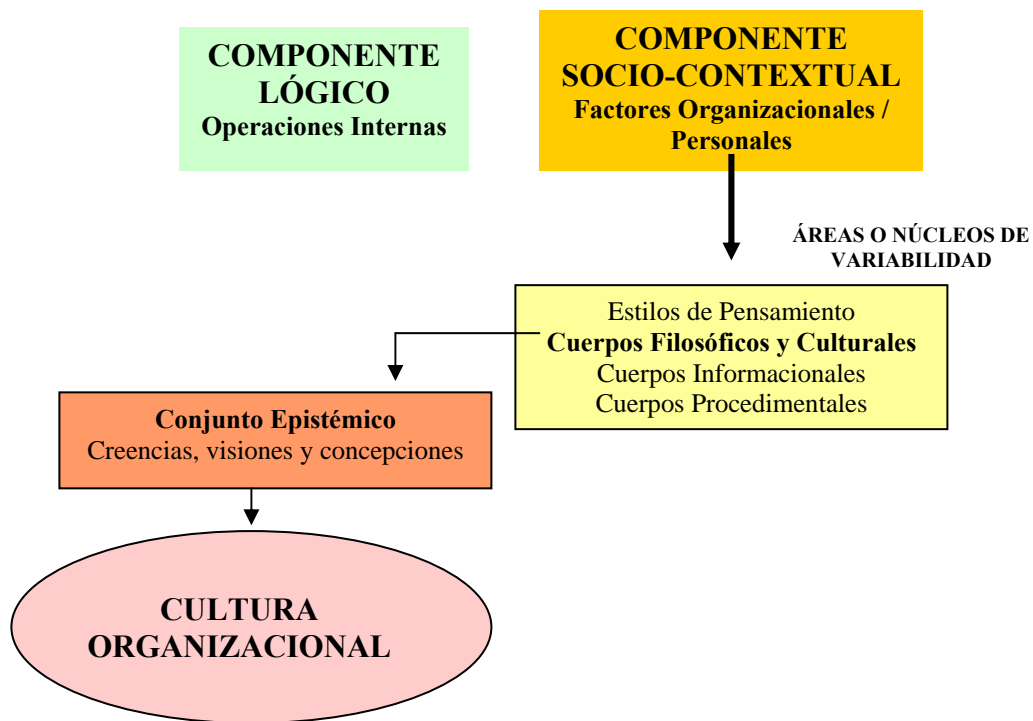 COMPONENTE
LÓGICO
Operaciones Internas
COMPONENTE
SOCIO-CONTEXTUAL
Factores Organizacionales /
Personales
ÁREAS O NÚCLEOS DE
VARIABILIDAD
Estilos de Pensamiento
Cuerpos Filosóficos y Culturales
Cuerpos Informacionales
Cuerpos Procedimentales
Conjunto Epistémico
Creencias, visiones y concepciones
CULTURA
ORGANIZACIONAL